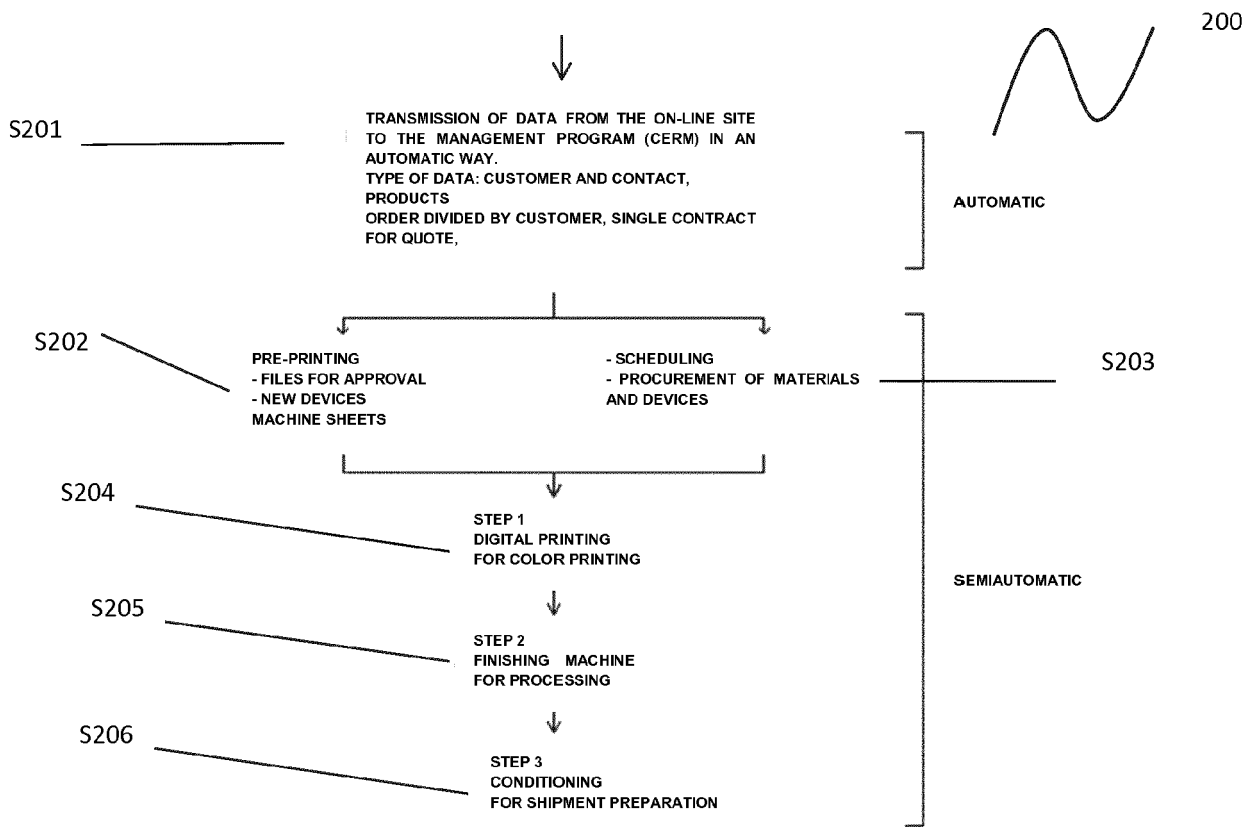 200
S201
TRANSMISSION OF DATA FROM THE ON-LINE SITE
TO THE MANAGEMENT PROGRAM (CERM) IN AN
AUTOMATIC WAY.
TYPE OF DATA: CUSTOMER AND CONTACT,
PRODUCTS
ORDER DIVIDED BY CUSTOMER, SINGLE CONTRACT
FOR QUOTE,
AUTOMATIC
S202
PRE-PRINTING
- FILES FOR APPROVAL
- NEW DEVICES
MACHINE SHEETS
- SCHEDULING
- PROCUREMENT OF MATERIALS
AND DEVICES
S203
S204
STEP 1
DIGITAL PRINTING
FOR COLOR PRINTING
SEMIAUTOMATIC
S205
STEP 2
FINISHING MACHINE
FOR PROCESSING
S206
STEP 3
CONDITIONING
FOR SHIPMENT PREPARATION